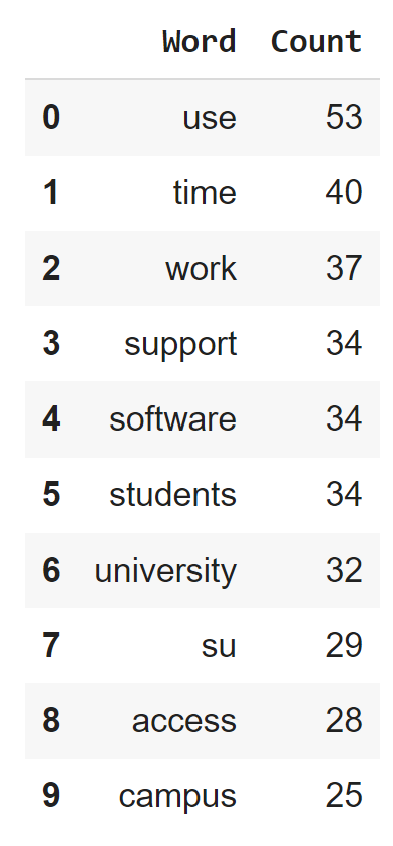 Word Count
0 use 53
1 time 40
2 work 37
3 support 34
4 software 34
5 students 34
6 university 32
7 su 29
8 access 28
9 campus 25